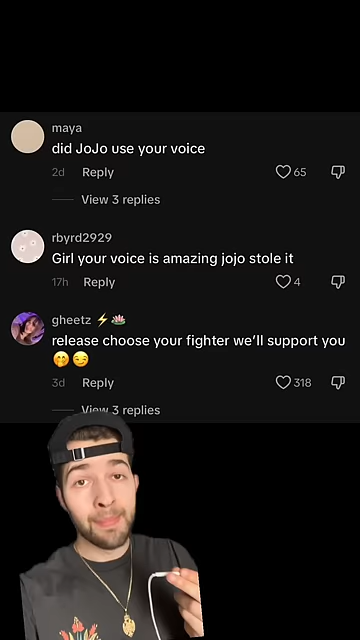 maya
did JoJo use your voice
2d Reply 65
View 3 replies
rbyrd2929
Girl your voice is amazing jojo stole it
17h Reply 4
gheetz ⚡🪷
release choose your fighter we’ll support you
🤭😏
3d Reply 318
View 3 replies